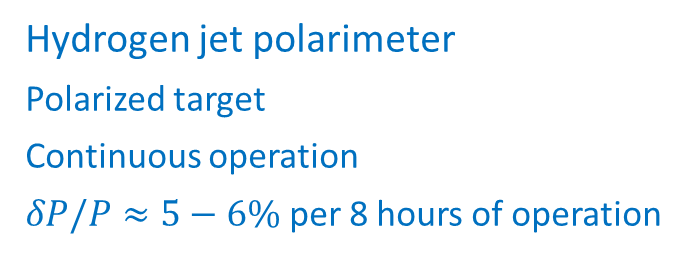 Hydrogen jet polarimeter
Polarized target
Continuous operation
δP/P ≈ 5 − 6% per 8 hours of operation